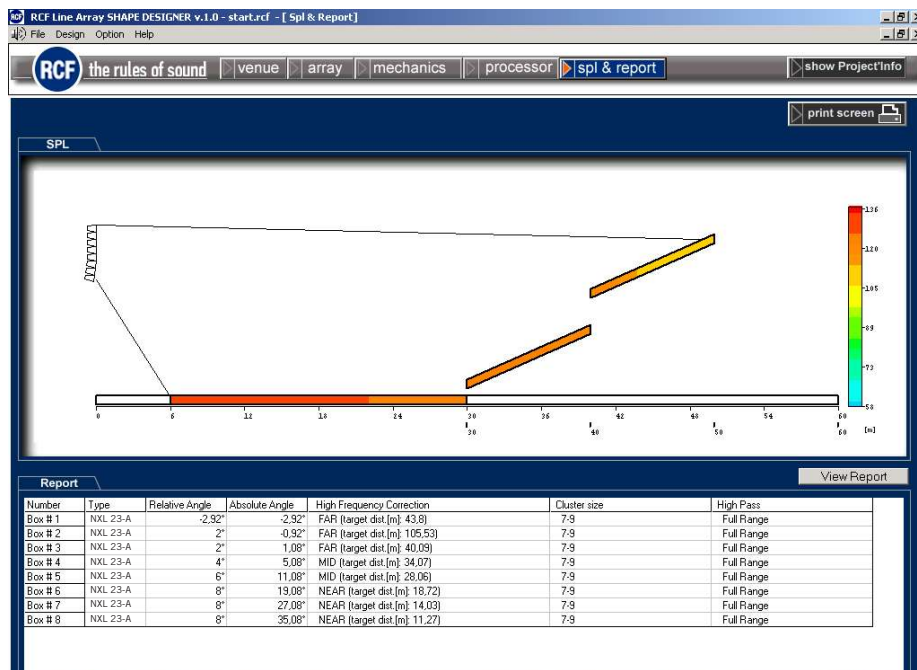 RCF RCF Line Array SHAPE DESIGNER v.1.0 - start.rcf - [ Spl & Report]
File Design Option Help
RCF the rules of sound venue array mechanics processor spl & report show Project'Info
print screen
SPL
136
120
105
89
73
58
0 6 12 18 24 30 36 42 48 54 60
30 40 50 60 [m]
Report
View Report
Number Type Relative Angle Absolute Angle High Frequency Correction Cluster size High Pass
Box # 1 NXL 23-A -2,92° -2,92° FAR (target dist.[m]: 43,8) 7-9 Full Range
Box # 2 NXL 23-A 2° -0,92° FAR (target dist.[m]: 105,53) 7-9 Full Range
Box # 3 NXL 23-A 2° 1,08° FAR (target dist.[m]: 40,09) 7-9 Full Range
Box # 4 NXL 23-A 4° 5,08° MID (target dist.[m]: 34,07) 7-9 Full Range
Box # 5 NXL 23-A 6° 11,08° MID (target dist.[m]: 28,06) 7-9 Full Range
Box # 6 NXL 23-A 8° 19,08° NEAR (target dist.[m]: 18,72) 7-9 Full Range
Box # 7 NXL 23-A 8° 27,08° NEAR (target dist.[m]: 14,03) 7-9 Full Range
Box # 8 NXL 23-A 8° 35,08° NEAR (target dist.[m]: 11,27) 7-9 Full Range